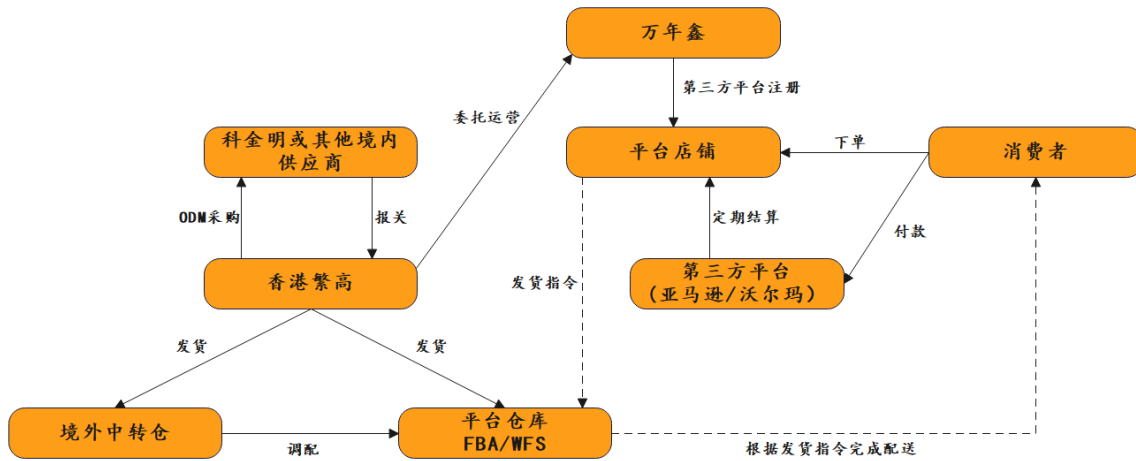 万年鑫
委托运营
第三方平台注册
科金明或其他境内
供应商
平台店铺
下单
消费者
ODM采购
报关
定期结算
付款
香港繁高
发货指令
第三方平台
(亚马逊/沃尔玛)
发货
发货
境外中转仓
调配
平台仓库
FBA/WFS
根据发货指令完成配送